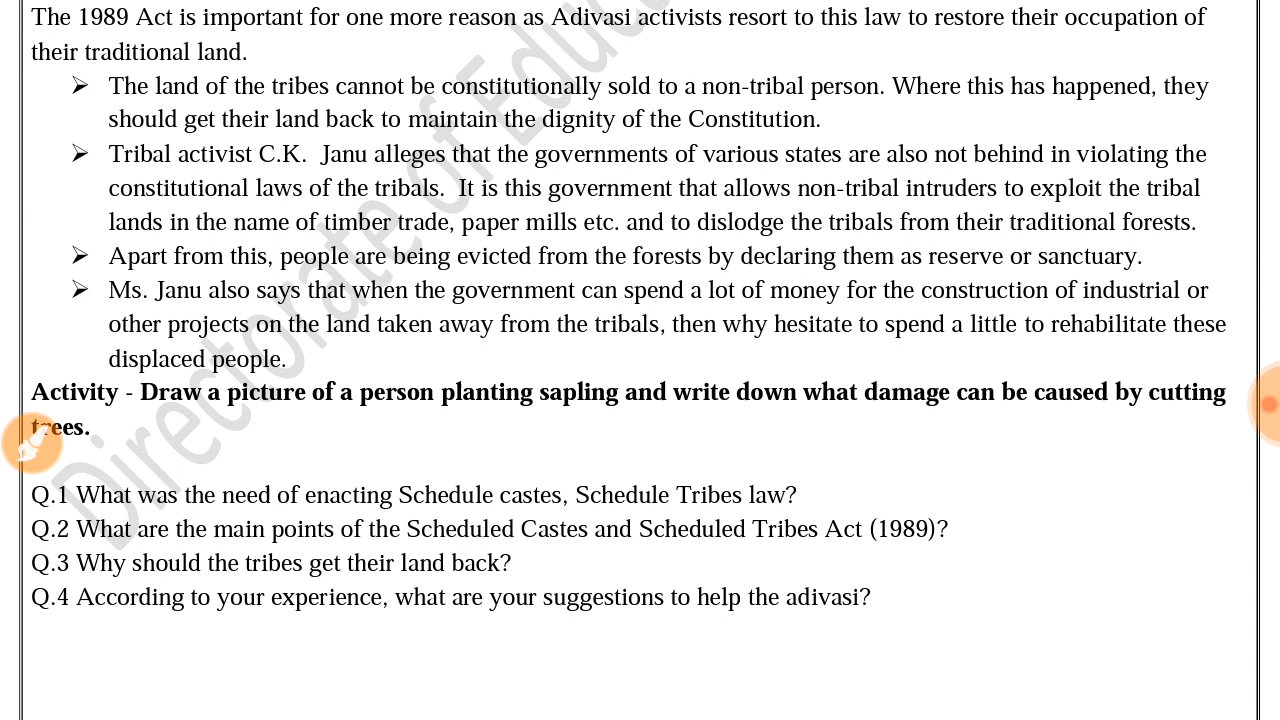 The 1989 Act is important for one more reason as Adivasi activists resort to this law to restore their occupation of
their traditional land.
➢ The land of the tribes cannot be constitutionally sold to a non-tribal person. Where this has happened, they
should get their land back to maintain the dignity of the Constitution.
➢ Tribal activist C.K. Janu alleges that the governments of various states are also not behind in violating the
constitutional laws of the tribals. It is this government that allows non-tribal intruders to exploit the tribal
lands in the name of timber trade, paper mills etc. and to dislodge the tribals from their traditional forests.
➢ Apart from this, people are being evicted from the forests by declaring them as reserve or sanctuary.
➢ Ms. Janu also says that when the government can spend a lot of money for the construction of industrial or
other projects on the land taken away from the tribals, then why hesitate to spend a little to rehabilitate these
displaced people.
Activity - Draw a picture of a person planting sapling and write down what damage can be caused by cutting
trees.
Q.1 What was the need of enacting Schedule castes, Schedule Tribes law?
Q.2 What are the main points of the Scheduled Castes and Scheduled Tribes Act (1989)?
Q.3 Why should the tribes get their land back?
Q.4 According to your experience, what are your suggestions to help the adivasi?
Directorate of Educa